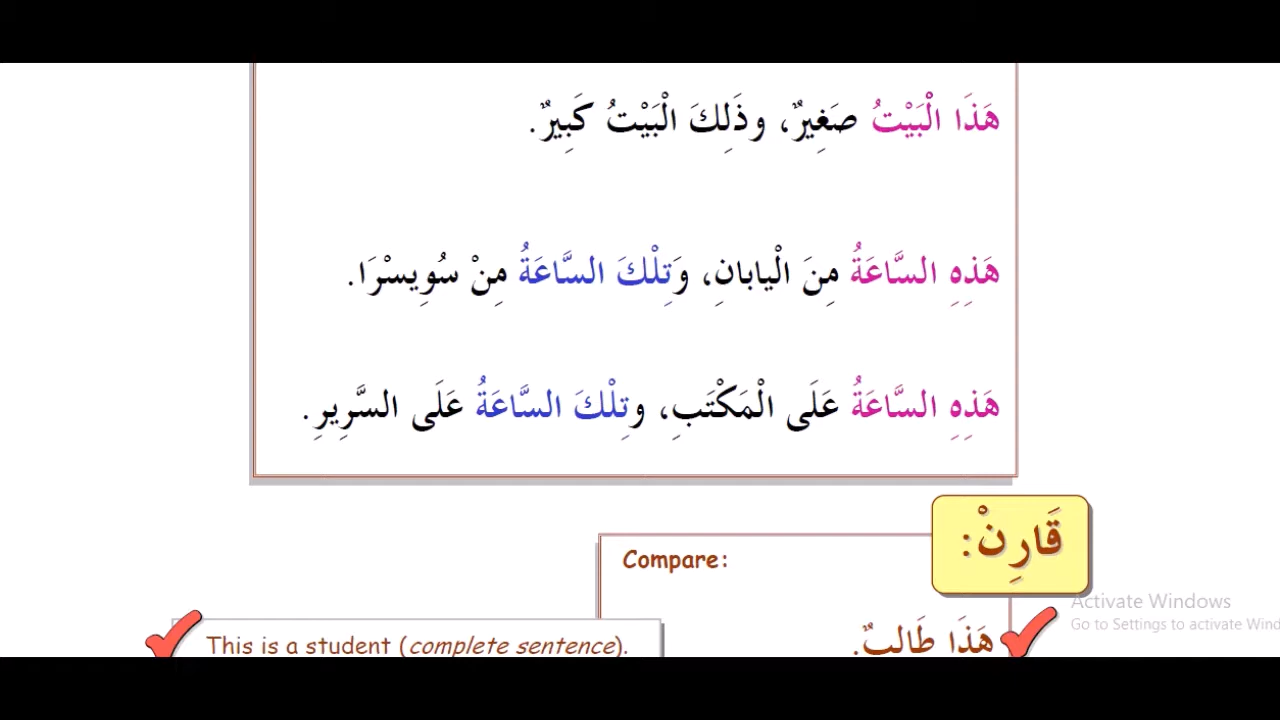 هَذَا الْبَيْتُ صَغِيرٌ، وذَلِكَ الْبَيْتُ كَبِيرٌ.
هَذِهِ السَّاعَةُ مِنَ الْيابانِ، وَتِلْكَ السَّاعَةُ مِنْ سُوِيسْرَا.
هَذِهِ السَّاعَةُ عَلَى الْمَكْتَبِ، وتِلْكَ السَّاعَةُ عَلَى السَّرِيرِ.
قَارِنْ:
Compare:
هَذَا طَالبٌ.
This is a student (complete sentence).
Activate Windows
Go to Settings to activate Wind